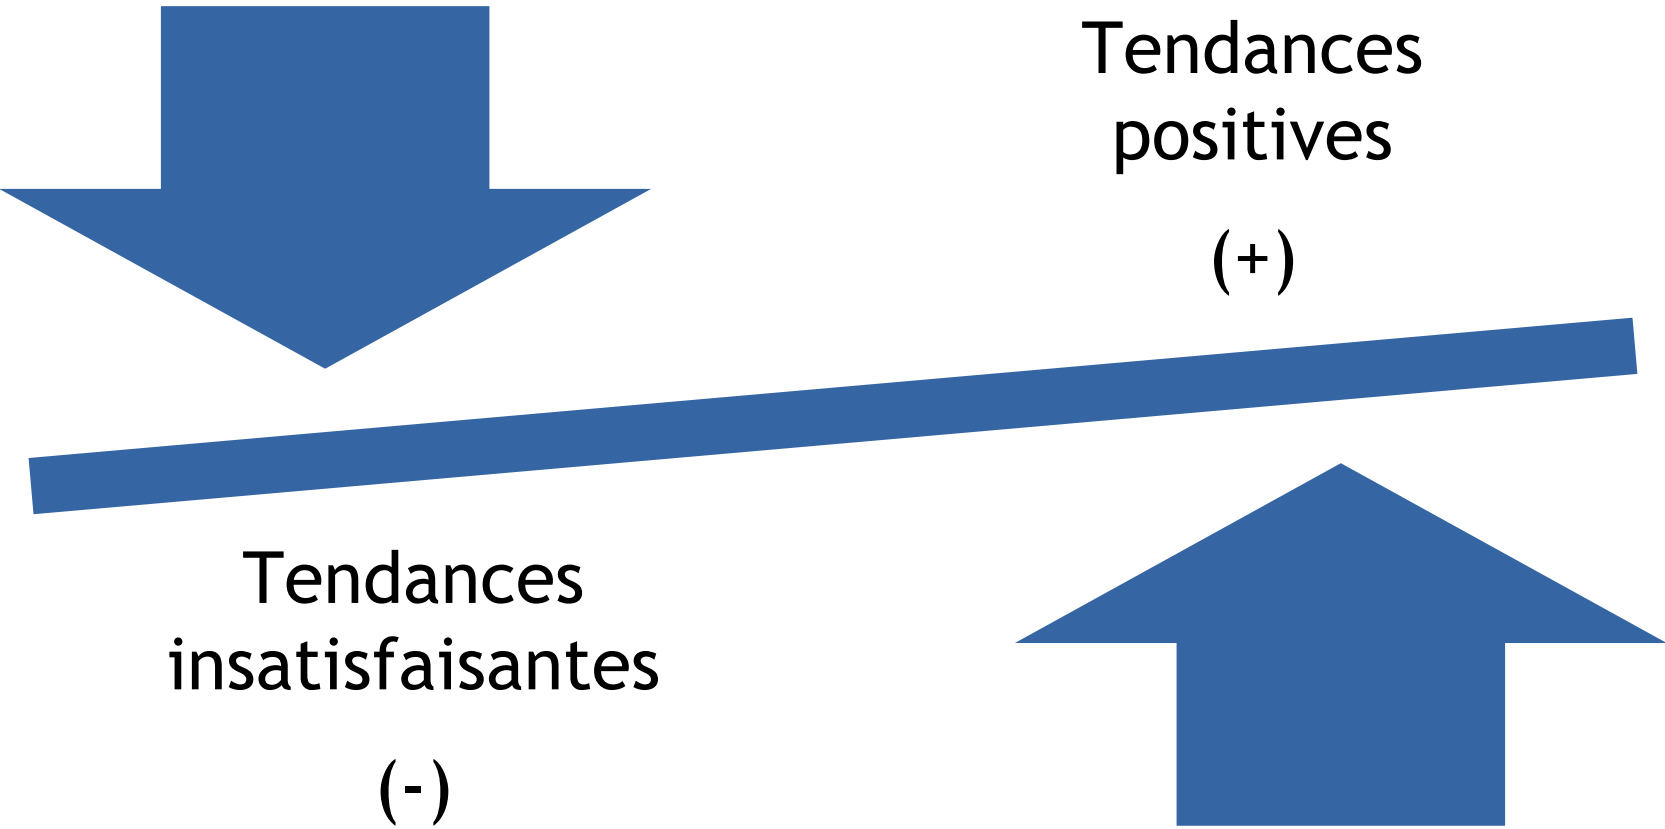 Tendances
positives
(+)
Tendances
insatisfaisantes
(-)